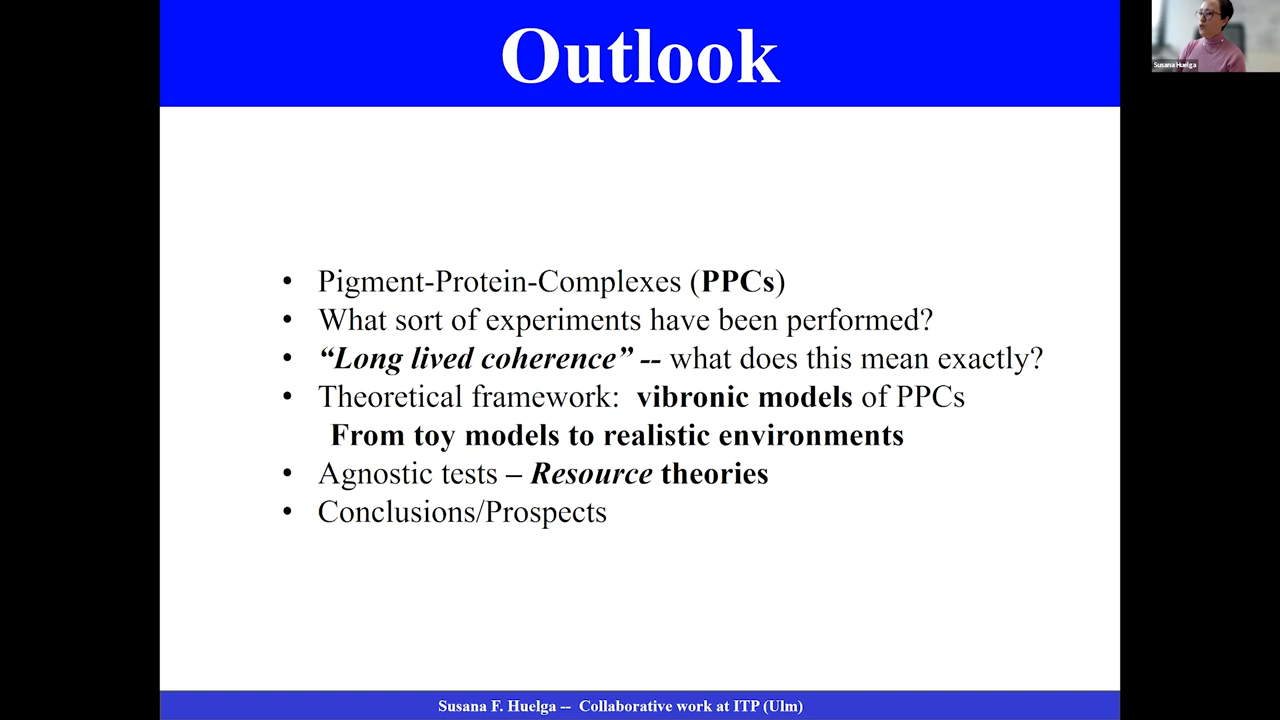 Outlook
Susana Huelga
• Pigment-Protein-Complexes (PPCs)
• What sort of experiments have been performed?
• “Long lived coherence” -- what does this mean exactly?
• Theoretical framework: vibronic models of PPCs
From toy models to realistic environments
• Agnostic tests – Resource theories
• Conclusions/Prospects
Susana F. Huelga -- Collaborative work at ITP (Ulm)